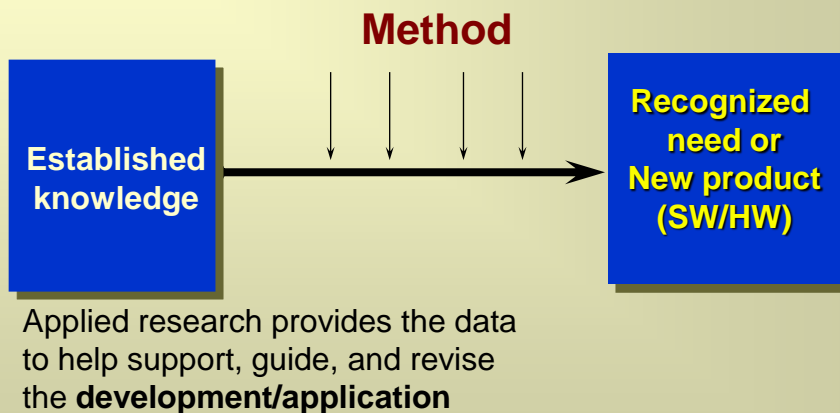 Method
Established
knowledge
Recognized
need or
New product
(SW/HW)
Applied research provides the data
to help support, guide, and revise
the development/application